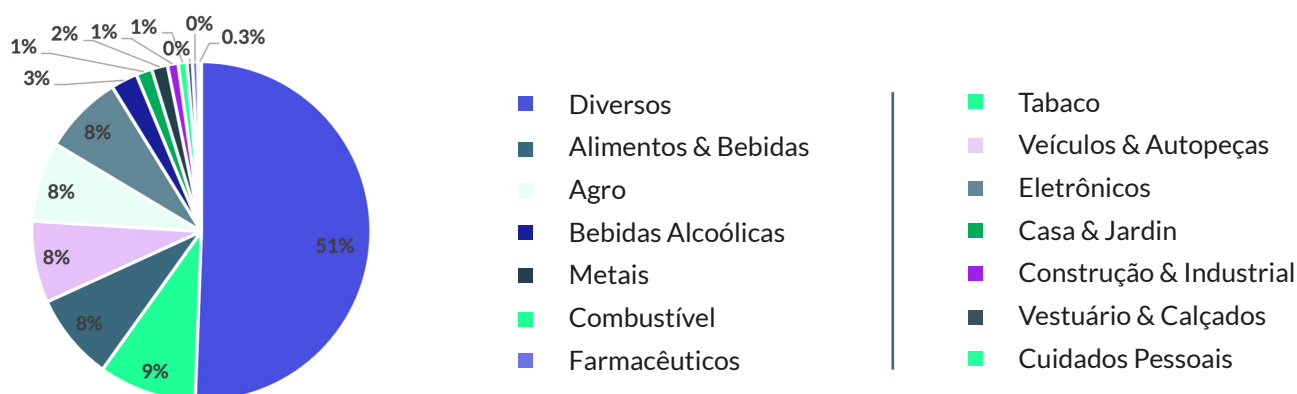 0%
1%
0.3%
2%
1%
1%
0%
3%
8%
8%
8%
8%
9%
51%
Diversos
Alimentos & Bebidas
Agro
Bebidas Alcoólicas
Metais
Combustível
Farmacêuticos
Tabaco
Veículos & Autopeças
Eletrônicos
Casa & Jardin
Construção & Industrial
Vestuário & Calçados
Cuidados Pessoais